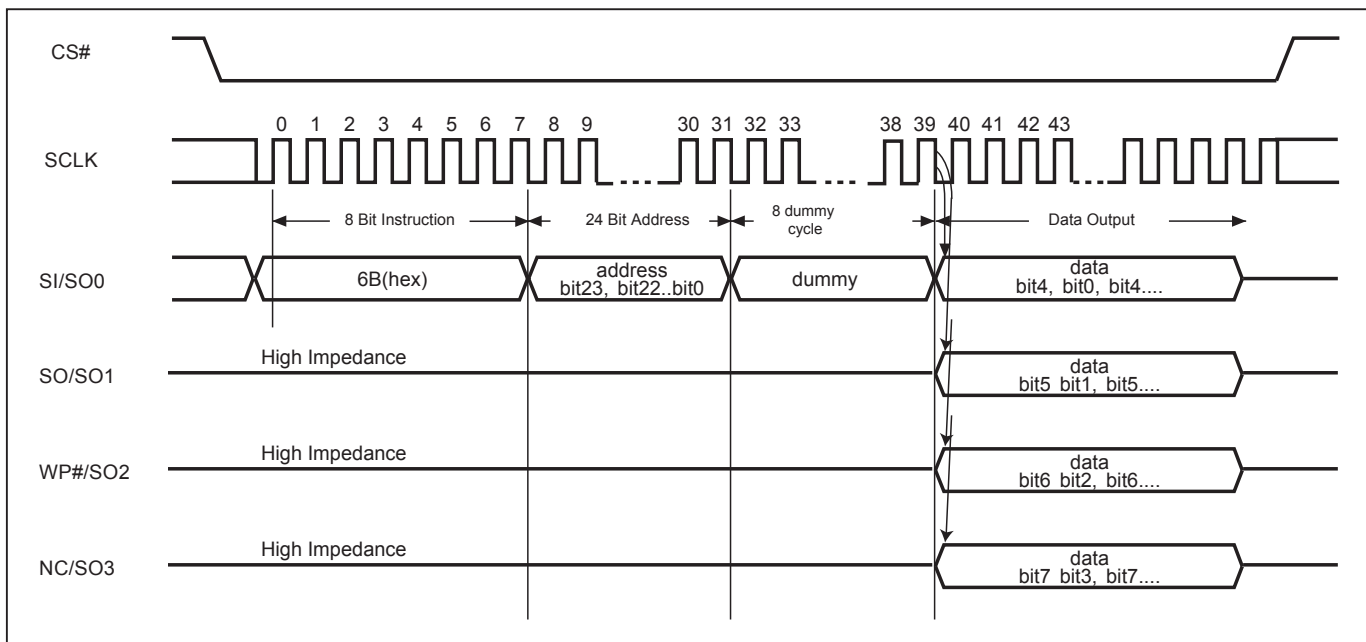 CS#
0 1 2 3 4 5 6 7 8 9 30 31 32 33 38 39 40 41 42 43
SCLK
8 Bit Instruction
24 Bit Address
8 dummy
cycle
Data Output
SI/SO0
6B(hex)
address
bit23, bit22..bit0
dummy
data
bit4, bit0, bit4....
High Impedance
SO/SO1
data
bit5 bit1, bit5....
High Impedance
WP#/SO2
data
bit6 bit2, bit6....
High Impedance
NC/SO3
data
bit7 bit3, bit7....